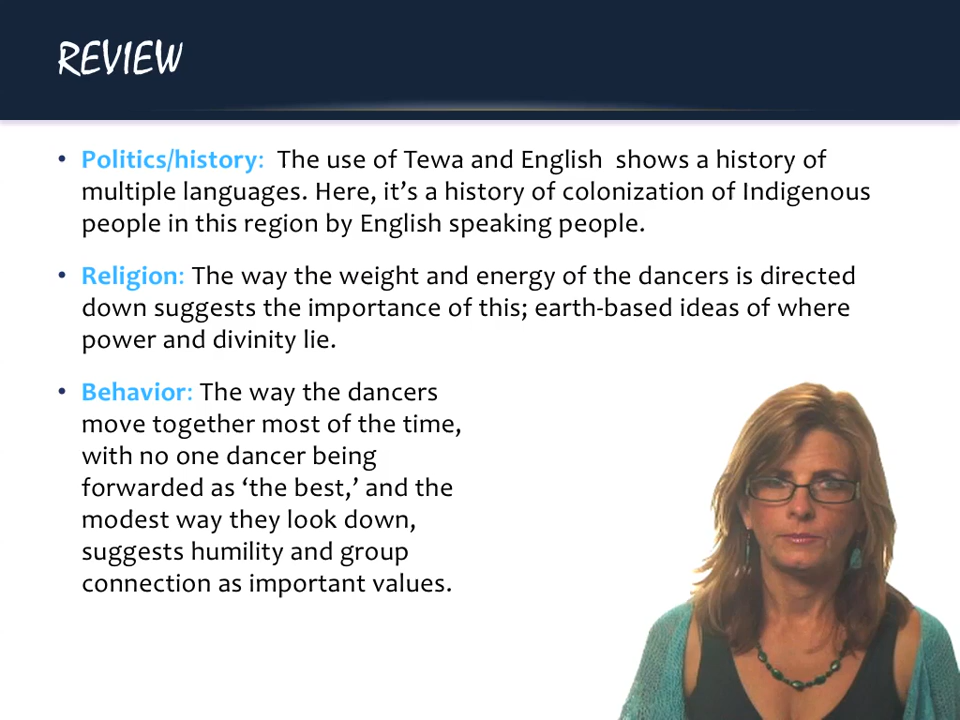 REVIEW
• Politics/history:  The use of Tewa and English  shows a history of
multiple languages. Here, it’s a history of colonization of Indigenous
people in this region by English speaking people.
• Religion: The way the weight and energy of the dancers is directed
down suggests the importance of this; earth-based ideas of where
power and divinity lie.
• Behavior: The way the dancers
move together most of the time,
with no one dancer being
forwarded as ‘the best,’ and the
modest way they look down,
suggests humility and group
connection as important values.